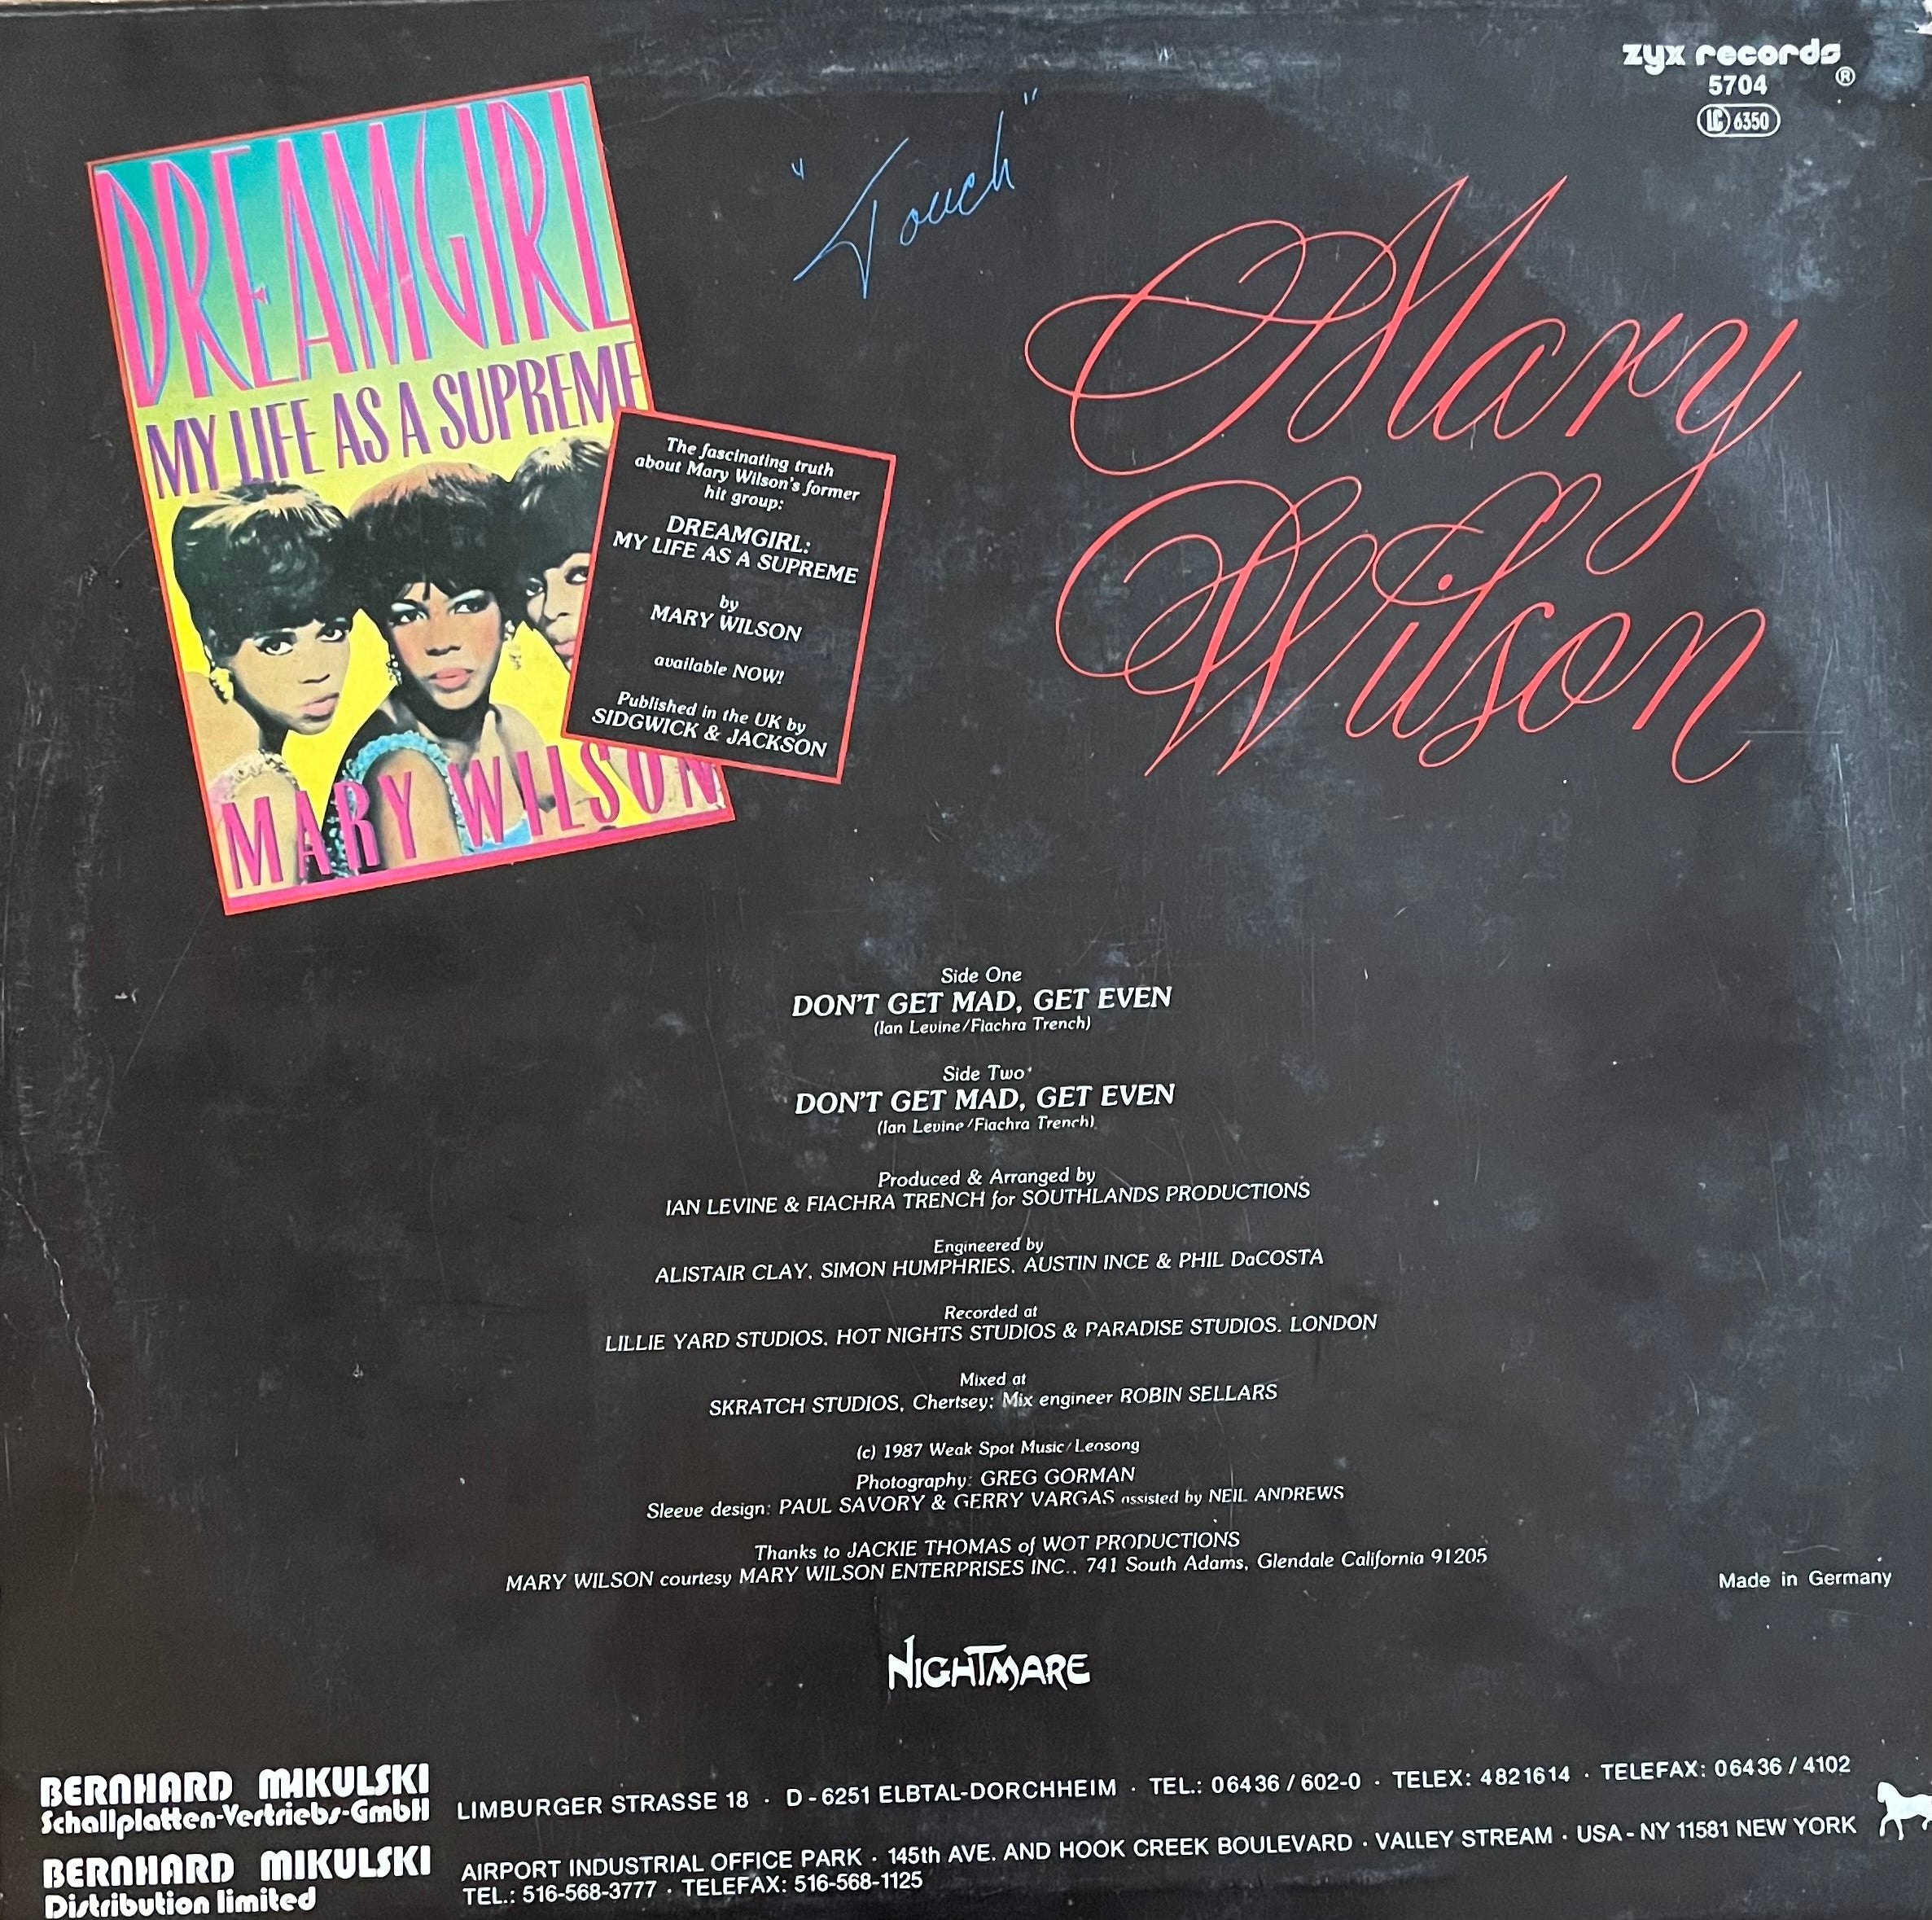 zyx records
5704
®
LC 6350
"Touch"
Mary
Wilson
DREAMGIRL
MY LIFE AS A SUPREME
MARY WILSON
The fascinating truth
about Mary Wilson's former
hit group:
DREAMGIRL:
MY LIFE AS A SUPREME
by
MARY WILSON
available NOW!
Published in the UK by
SIDGWICK & JACKSON
Side One
DON'T GET MAD, GET EVEN
(Ian Levine/Fiachra Trench)
Side Two
DON'T GET MAD, GET EVEN
(Ian Levine/Fiachra Trench)
Produced & Arranged by
IAN LEVINE & FIACHRA TRENCH for SOUTHLANDS PRODUCTIONS
Engineered by
ALISTAIR CLAY, SIMON HUMPHRIES, AUSTIN INCE & PHIL DaCOSTA
Recorded at
LILLIE YARD STUDIOS, HOT NIGHTS STUDIOS & PARADISE STUDIOS, LONDON
Mixed at
SKRATCH STUDIOS, Chertsey; Mix engineer ROBIN SELLARS
(c) 1987 Weak Spot Music/Leosong
Photography: GREG GORMAN
Sleeve design: PAUL SAVORY & GERRY VARGAS assisted by NEIL ANDREWS
Thanks to JACKIE THOMAS of WOT PRODUCTIONS
MARY WILSON courtesy MARY WILSON ENTERPRISES INC., 741 South Adams, Glendale California 91205
Made in Germany
NIGHTMARE
BERNHARD MIKULSKI
Schallplatten-Vertriebs-GmbH
LIMBURGER STRASSE 18 · D-6251 ELBTAL-DORCHHEIM · TEL.: 06436/602-0 · TELEX: 4821614 · TELEFAX: 06436/4102
BERNHARD MIKULSKI
Distribution limited
AIRPORT INDUSTRIAL OFFICE PARK · 145th AVE. AND HOOK CREEK BOULEVARD · VALLEY STREAM · USA-NY 11581 NEW YORK
TEL.: 516-568-3777 · TELEFAX: 516-568-1125